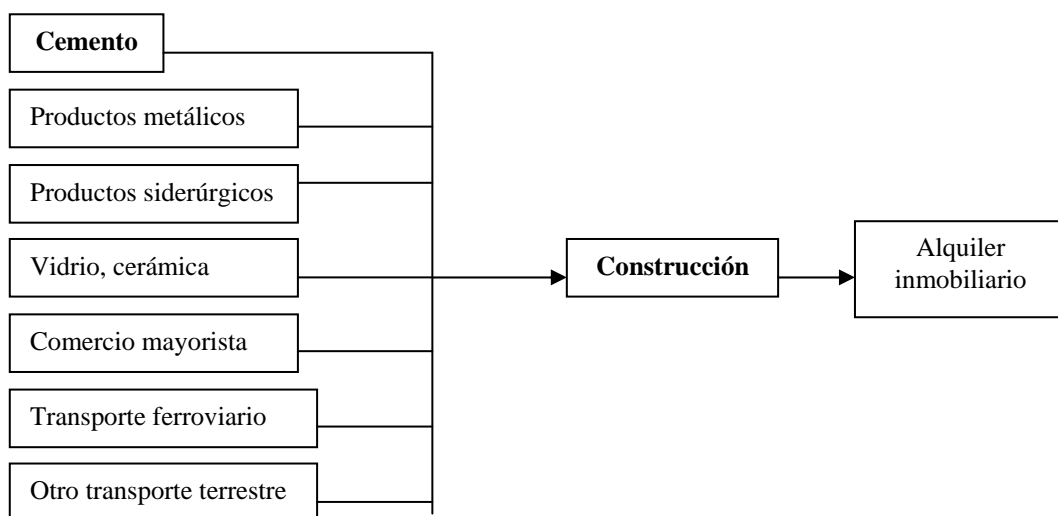 Cemento
Productos metálicos
Productos siderúrgicos
Vidrio, cerámica
Comercio mayorista
Transporte ferroviario
Otro transporte terrestre
Construcción
Alquiler
inmobiliario